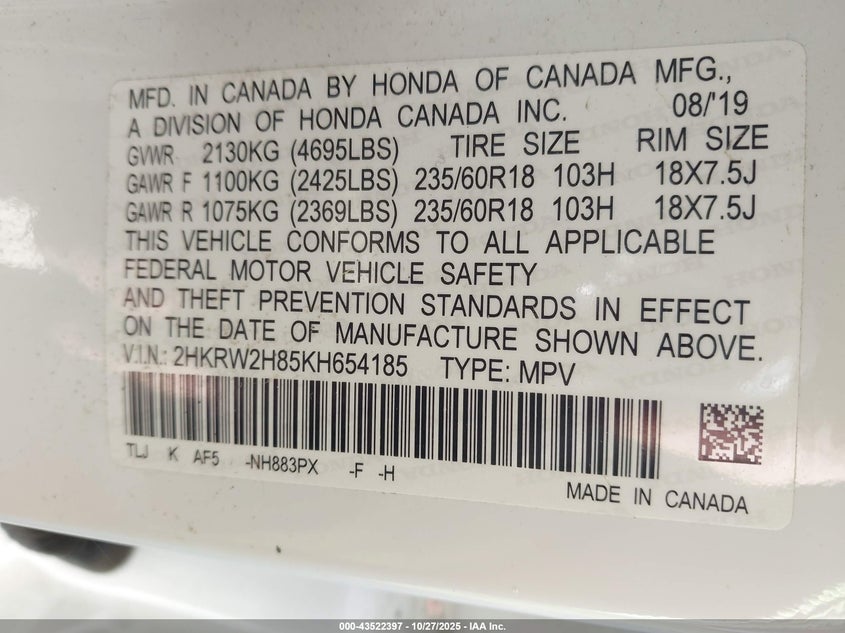 MFD. IN CANADA BY HONDA OF CANADA MFG.,
A DIVISION OF HONDA CANADA INC. 08/'19
GVWR 2130KG (4695LBS) TIRE SIZE RIM SIZE
GAWR F 1100KG (2425LBS) 235/60R18 103H 18X7.5J
GAWR R 1075KG (2369LBS) 235/60R18 103H 18X7.5J
THIS VEHICLE CONFORMS TO ALL APPLICABLE
FEDERAL MOTOR VEHICLE SAFETY
AND THEFT PREVENTION STANDARDS IN EFFECT
ON THE DATE OF MANUFACTURE SHOWN ABOVE.
V.I.N.: 2HKRW2H85KH654185 TYPE: MPV
TLJ K AF5 -NH883PX -F -H
MADE IN CANADA
000-43522397 | 10/27/2025 - IAA Inc.